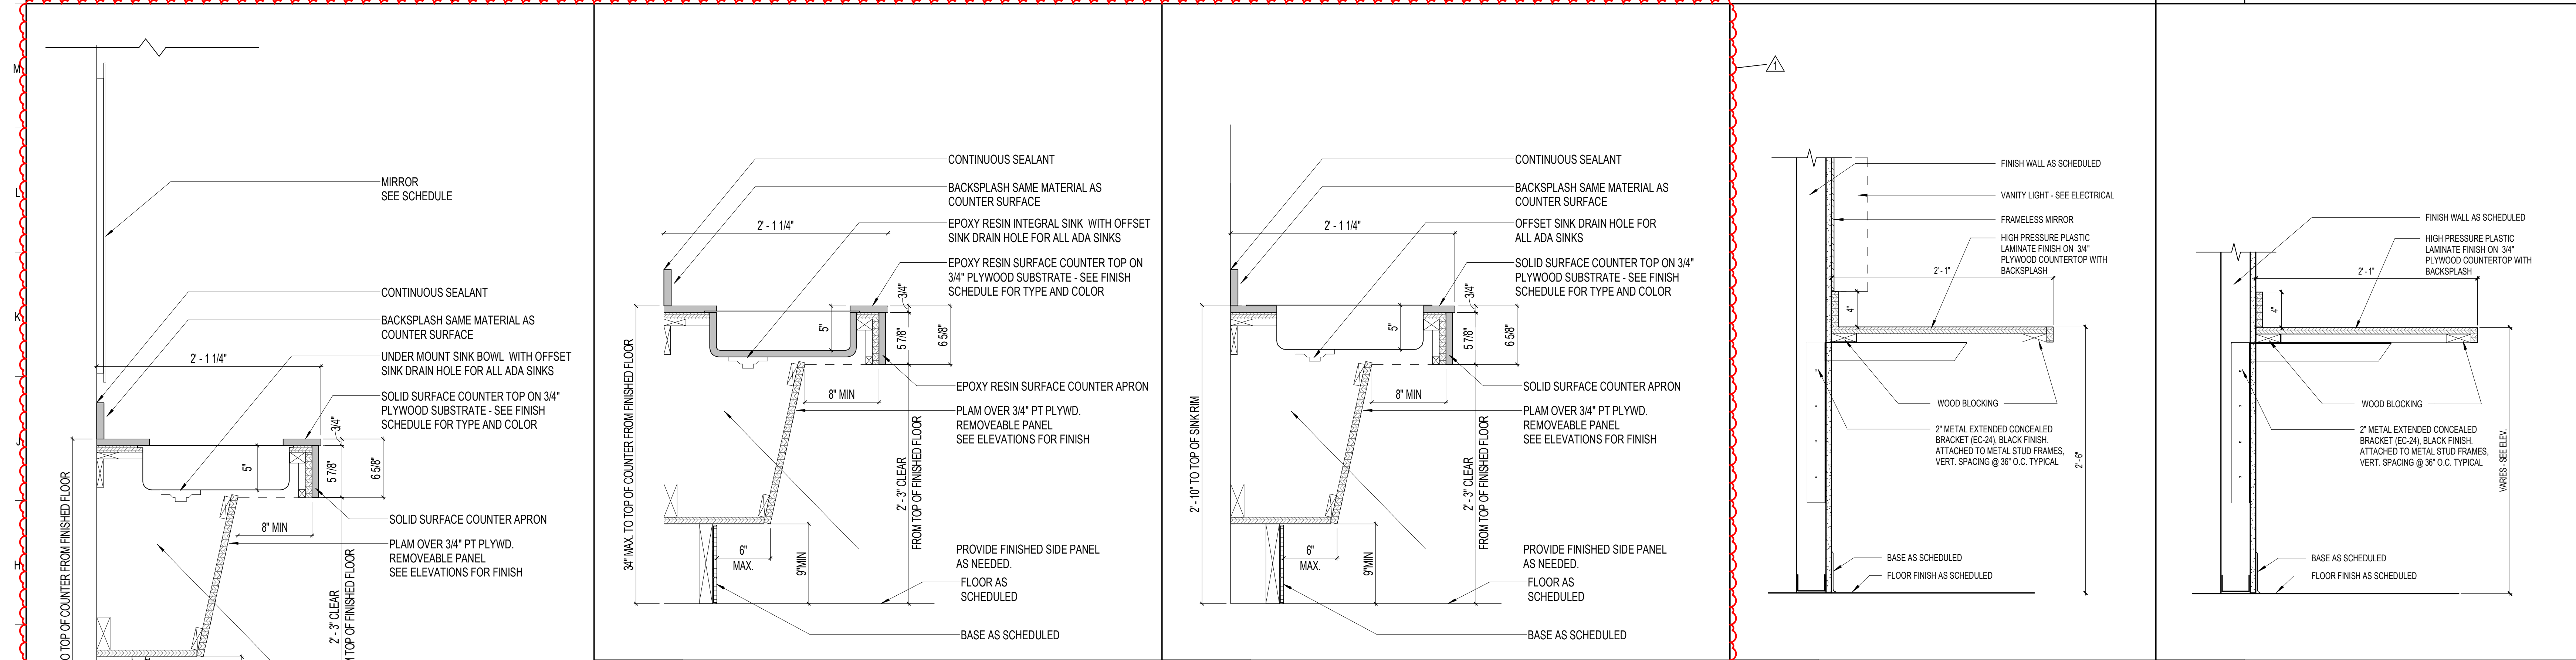 M
L
K
J
H
MIRROR
SEE SCHEDULE
CONTINUOUS SEALANT
BACKSPLASH SAME MATERIAL AS
COUNTER SURFACE
2' - 1 1/4"
UNDER MOUNT SINK BOWL WITH OFFSET
SINK DRAIN HOLE FOR ALL ADA SINKS
SOLID SURFACE COUNTER TOP ON 3/4"
PLYWOOD SUBSTRATE - SEE FINISH
SCHEDULE FOR TYPE AND COLOR
3/4"
5"
5 7/8"
6 5/8"
SOLID SURFACE COUNTER APRON
8" MIN
PLAM OVER 3/4" PT PLYWD.
REMOVEABLE PANEL
SEE ELEVATIONS FOR FINISH
O TOP OF COUNTER FROM FINISHED FLOOR
2' - 3" CLEAR
M TOP OF FINISHED FLOOR
CONTINUOUS SEALANT
BACKSPLASH SAME MATERIAL AS
COUNTER SURFACE
2' - 1 1/4"
EPOXY RESIN INTEGRAL SINK WITH OFFSET
SINK DRAIN HOLE FOR ALL ADA SINKS
EPOXY RESIN SURFACE COUNTER TOP ON
3/4" PLYWOOD SUBSTRATE - SEE FINISH
SCHEDULE FOR TYPE AND COLOR
3/4"
5"
5 7/8"
6 5/8"
EPOXY RESIN SURFACE COUNTER APRON
8" MIN
PLAM OVER 3/4" PT PLYWD.
REMOVEABLE PANEL
SEE ELEVATIONS FOR FINISH
34" MAX. TO TOP OF COUNTER FROM FINISHED FLOOR
2' - 3" CLEAR
FROM TOP OF FINISHED FLOOR
6"
MAX.
9"MIN
PROVIDE FINISHED SIDE PANEL
AS NEEDED.
FLOOR AS
SCHEDULED
BASE AS SCHEDULED
CONTINUOUS SEALANT
BACKSPLASH SAME MATERIAL AS
COUNTER SURFACE
2' - 1 1/4"
OFFSET SINK DRAIN HOLE FOR
ALL ADA SINKS
SOLID SURFACE COUNTER TOP ON 3/4"
PLYWOOD SUBSTRATE - SEE FINISH
SCHEDULE FOR TYPE AND COLOR
3/4"
5"
5 7/8"
6 5/8"
SOLID SURFACE COUNTER APRON
8" MIN
PLAM OVER 3/4" PT PLYWD.
REMOVEABLE PANEL
SEE ELEVATIONS FOR FINISH
2' - 10" TO TOP OF SINK RIM
2' - 3" CLEAR
FROM TOP OF FINISHED FLOOR
6"
MAX.
9"MIN
PROVIDE FINISHED SIDE PANEL
AS NEEDED.
FLOOR AS
SCHEDULED
BASE AS SCHEDULED
1
FINISH WALL AS SCHEDULED
VANITY LIGHT - SEE ELECTRICAL
FRAMELESS MIRROR
HIGH PRESSURE PLASTIC
LAMINATE FINISH ON 3/4"
PLYWOOD COUNTERTOP WITH
BACKSPLASH
2' - 1"
4"
WOOD BLOCKING
2" METAL EXTENDED CONCEALED
BRACKET (EC-24), BLACK FINISH.
ATTACHED TO METAL STUD FRAMES,
VERT. SPACING @ 36" O.C. TYPICAL
2' - 6"
BASE AS SCHEDULED
FLOOR FINISH AS SCHEDULED
FINISH WALL AS SCHEDULED
HIGH PRESSURE PLASTIC
LAMINATE FINISH ON 3/4"
PLYWOOD COUNTERTOP WITH
BACKSPLASH
2' - 1"
4"
WOOD BLOCKING
2" METAL EXTENDED CONCEALED
BRACKET (EC-24), BLACK FINISH.
ATTACHED TO METAL STUD FRAMES,
VERT. SPACING @ 36" O.C. TYPICAL
VARIES - SEE ELEV.
BASE AS SCHEDULED
FLOOR FINISH AS SCHEDULED